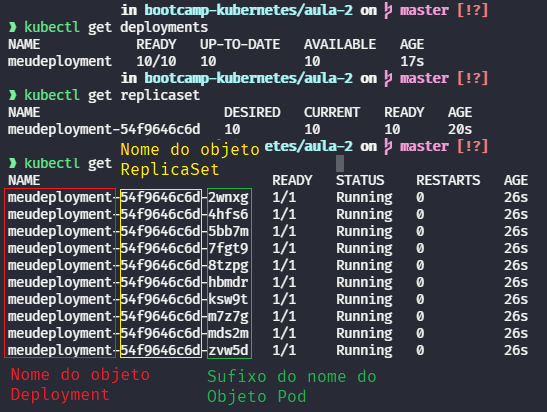 in bootcamp-kubernetes/aula-2 on master [!?]
kubectl get deployments
NAME READY UP-TO-DATE AVAILABLE AGE
meudeployment 10/10 10 10 17s
in bootcamp-kubernetes/aula-2 on master [!?]
kubectl get replicaset
NAME DESIRED CURRENT READY AGE
meudeployment-54f9646c6d 10 10 10 20s
Nome do objeto
ReplicaSet
etes/aula-2 on master [!?]
kubectl get
NAME READY STATUS RESTARTS AGE
meudeployment-54f9646c6d-2wnxg 1/1 Running 0 26s
meudeployment-54f9646c6d-4hfs6 1/1 Running 0 26s
meudeployment-54f9646c6d-5bb7m 1/1 Running 0 26s
meudeployment-54f9646c6d-7fgt9 1/1 Running 0 26s
meudeployment-54f9646c6d-8tzpg 1/1 Running 0 26s
meudeployment-54f9646c6d-hbmdr 1/1 Running 0 26s
meudeployment-54f9646c6d-ksw9t 1/1 Running 0 26s
meudeployment-54f9646c6d-m7z7g 1/1 Running 0 26s
meudeployment-54f9646c6d-mds2m 1/1 Running 0 26s
meudeployment-54f9646c6d-zvw5d 1/1 Running 0 26s
Nome do objeto
Deployment
Sufixo do nome do
Objeto Pod